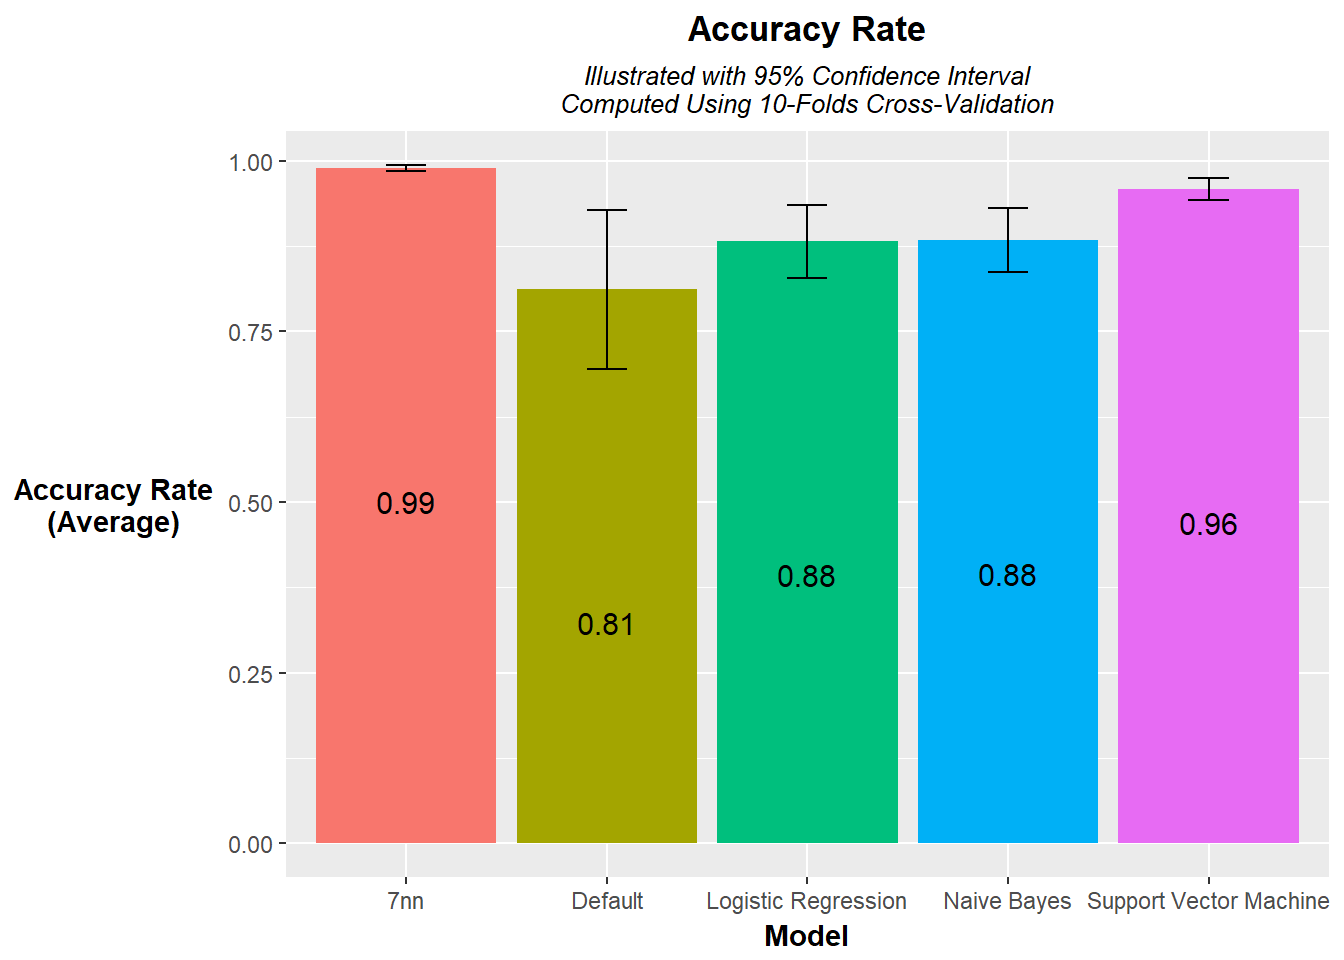 Accuracy Rate
Illustrated with 95% Confidence Interval
Computed Using 10-Folds Cross-Validation
Accuracy Rate
(Average)
1.00
0.75
0.50
0.25
0.00
0.99
0.81
0.88
0.88
0.96
7nn
Default
Logistic Regression
Naive Bayes
Support Vector Machine
Model